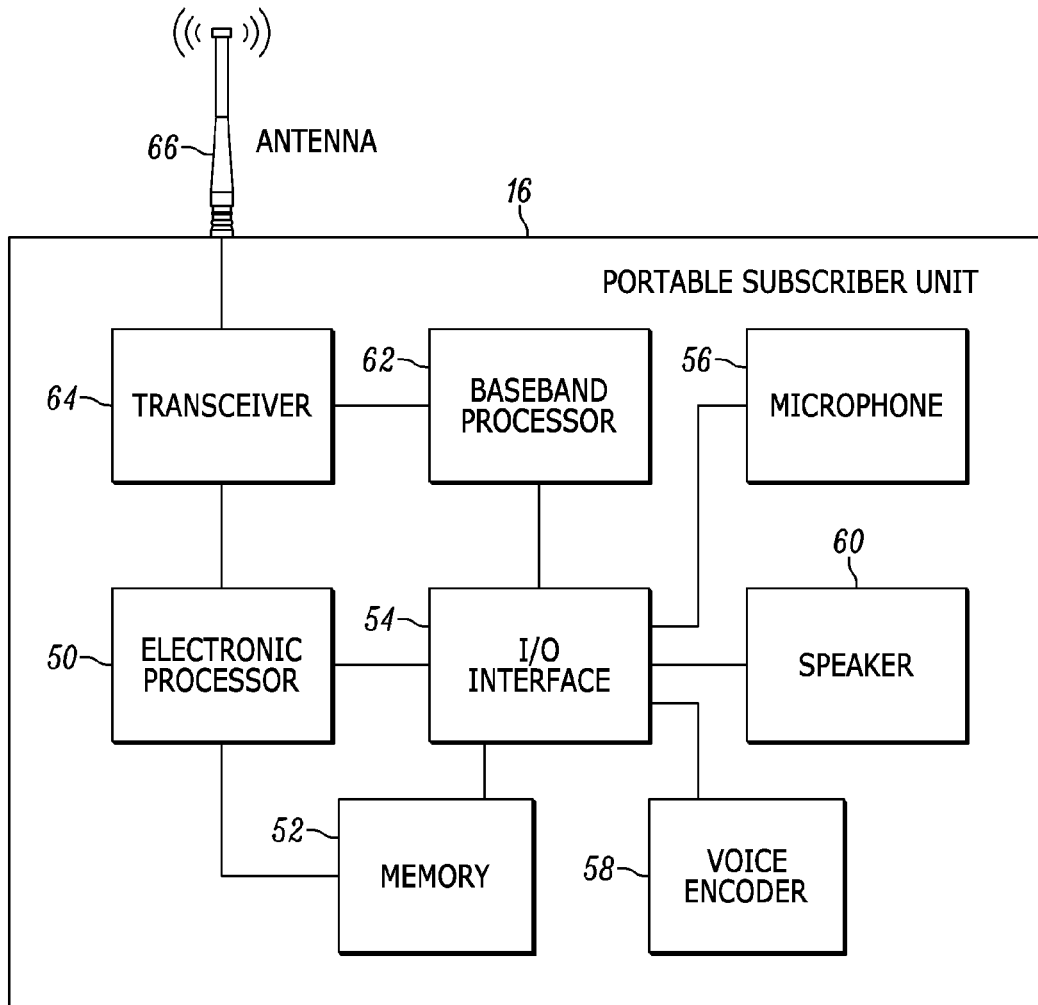 66
ANTENNA
16
PORTABLE SUBSCRIBER UNIT
64
TRANSCEIVER
62
BASEBAND
PROCESSOR
56
MICROPHONE
50
ELECTRONIC
PROCESSOR
54
I/O
INTERFACE
60
SPEAKER
52
MEMORY
58
VOICE
ENCODER